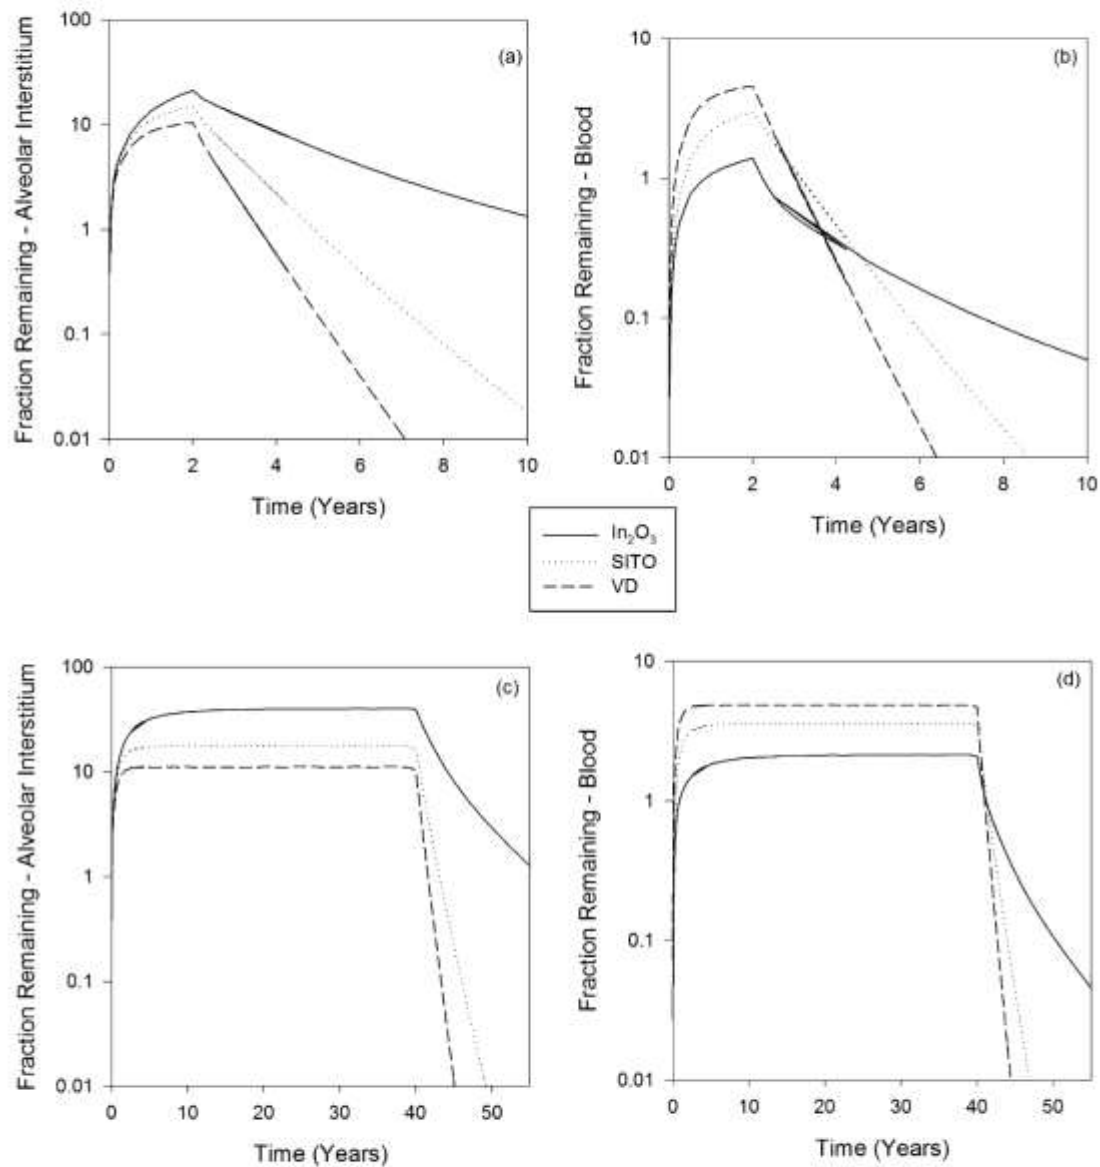 100
10
1
0.1
0.01
0 2 4 6 8 10
Time (Years)
Fraction Remaining - Alveolar Interstitium
(a)
10
1
0.1
0.01
0 2 4 6 8 10
Time (Years)
Fraction Remaining - Blood
(b)
In₂O₃
SITO
VD
100
10
1
0.1
0.01
0 10 20 30 40 50
Time (Years)
Fraction Remaining - Alveolar Interstitium
(c)
10
1
0.1
0.01
0 10 20 30 40 50
Time (Years)
Fraction Remaining - Blood
(d)